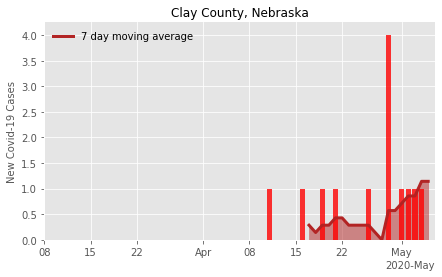 Clay County, Nebraska
7 day moving average
New Covid-19 Cases
4.0
3.5
3.0
2.5
2.0
1.5
1.0
0.5
0.0
08 15 22 Apr 08 15 22 May
2020-May